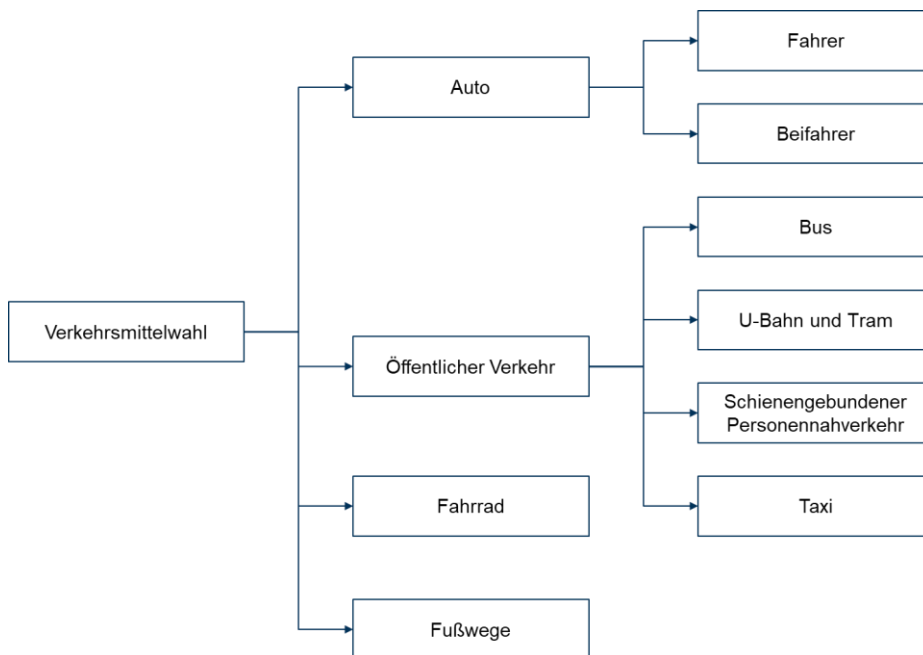 Fahrer
Auto
Beifahrer
Bus
Verkehrsmittelwahl
U-Bahn und Tram
Öffentlicher Verkehr
Schienengebundener
Personennahverkehr
Fahrrad
Taxi
Fußwege